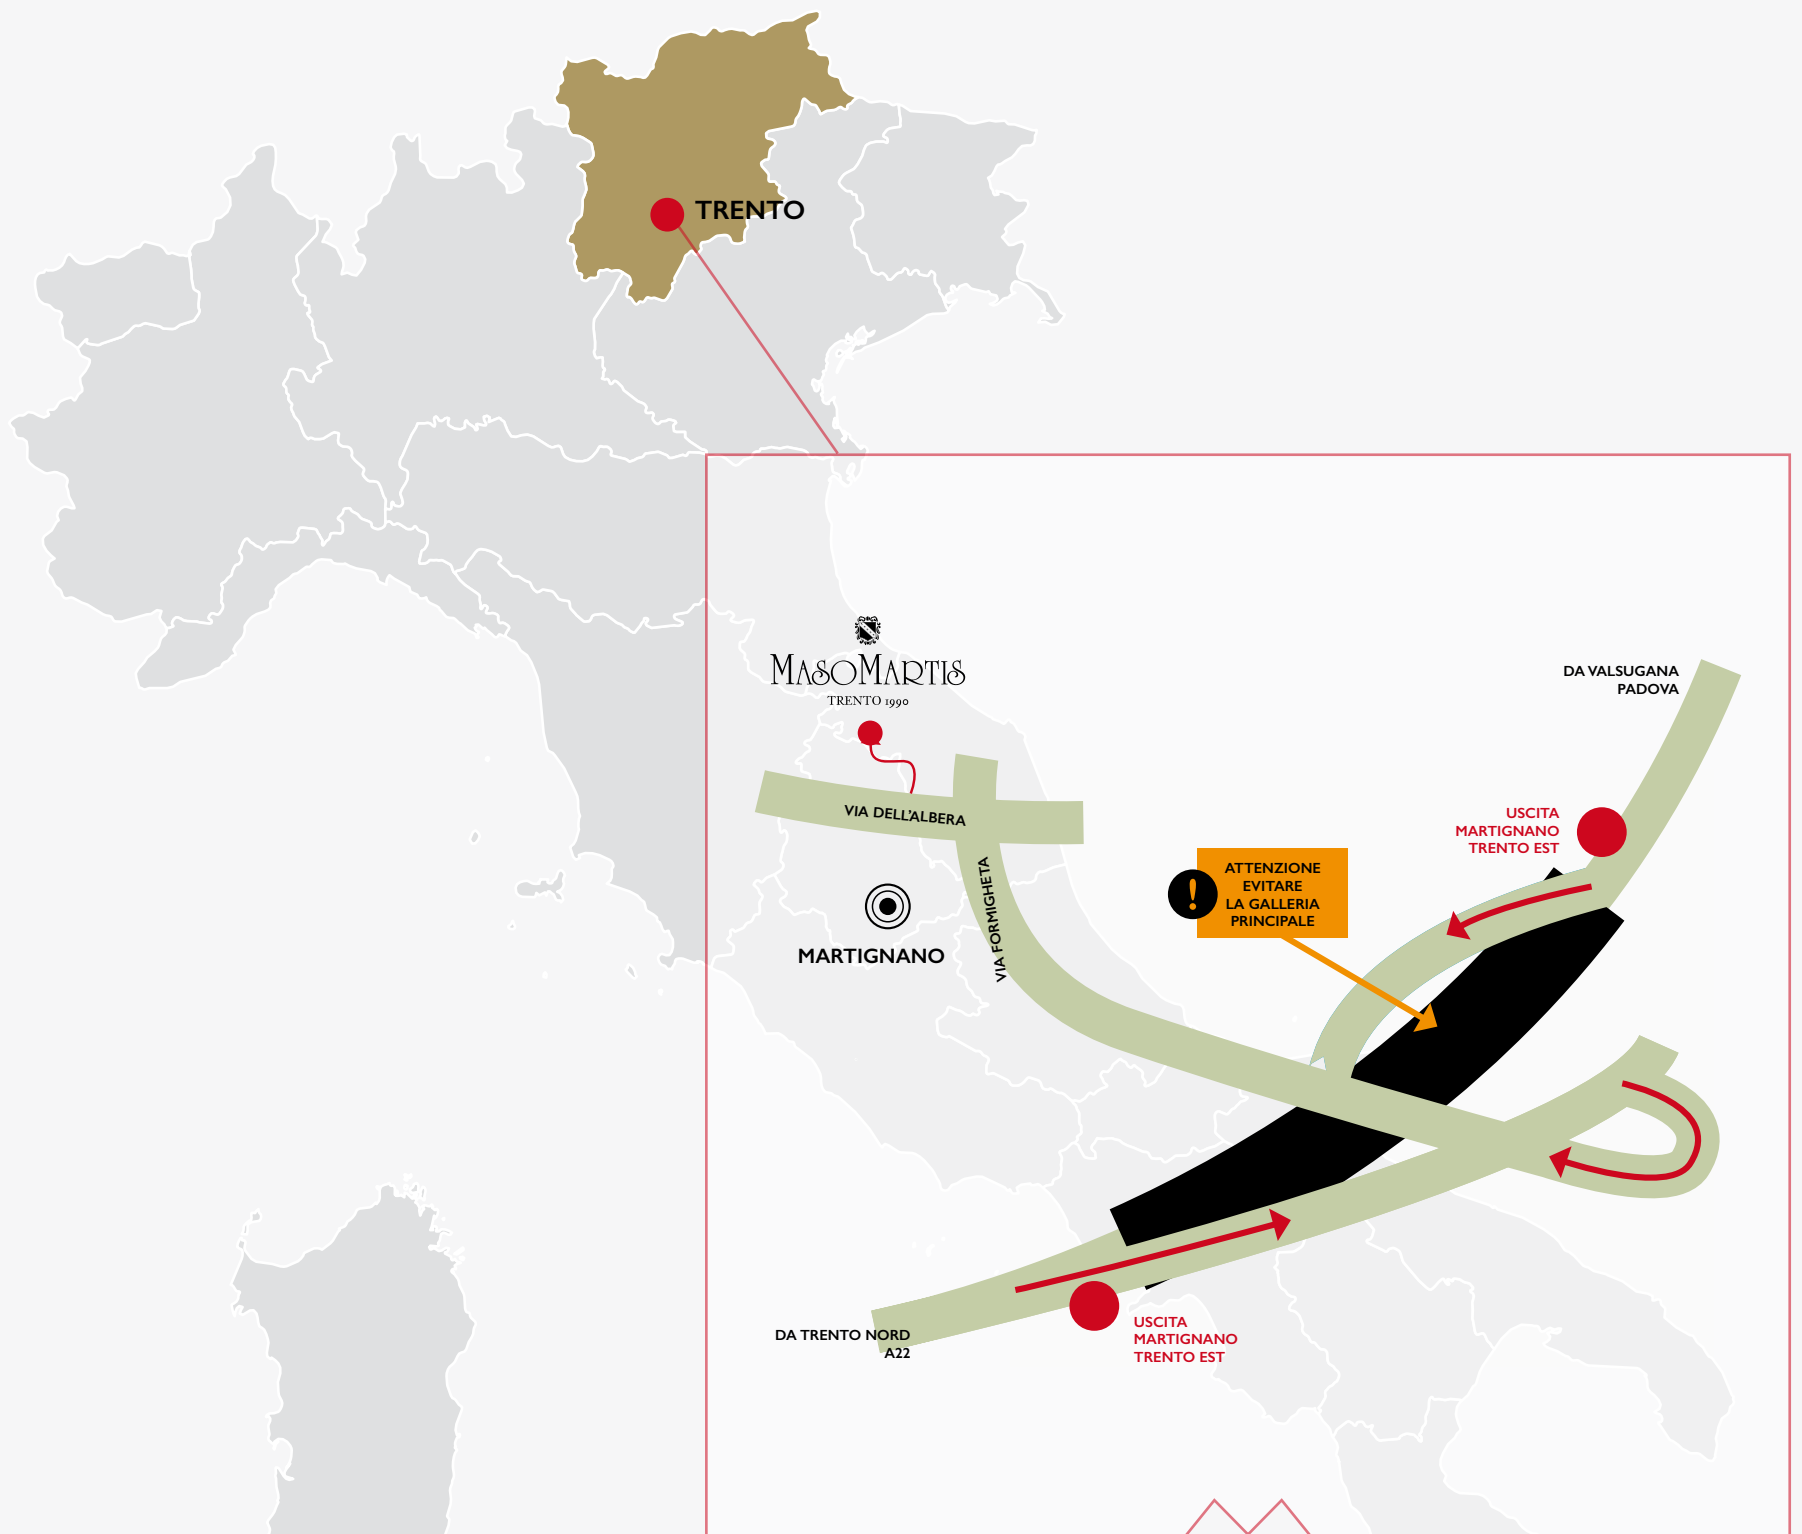 TRENTO
MASOMARTIS
TRENTO 1990
DA VALSUGANA
PADOVA
VIA DELL'ALBERA
USCITA
MARTIGNANO
TRENTO EST
VIA FORMIGHETA
!
ATTENZIONE
EVITARE
LA GALLERIA
PRINCIPALE
MARTIGNANO
DA TRENTO NORD
A22
USCITA
MARTIGNANO
TRENTO EST